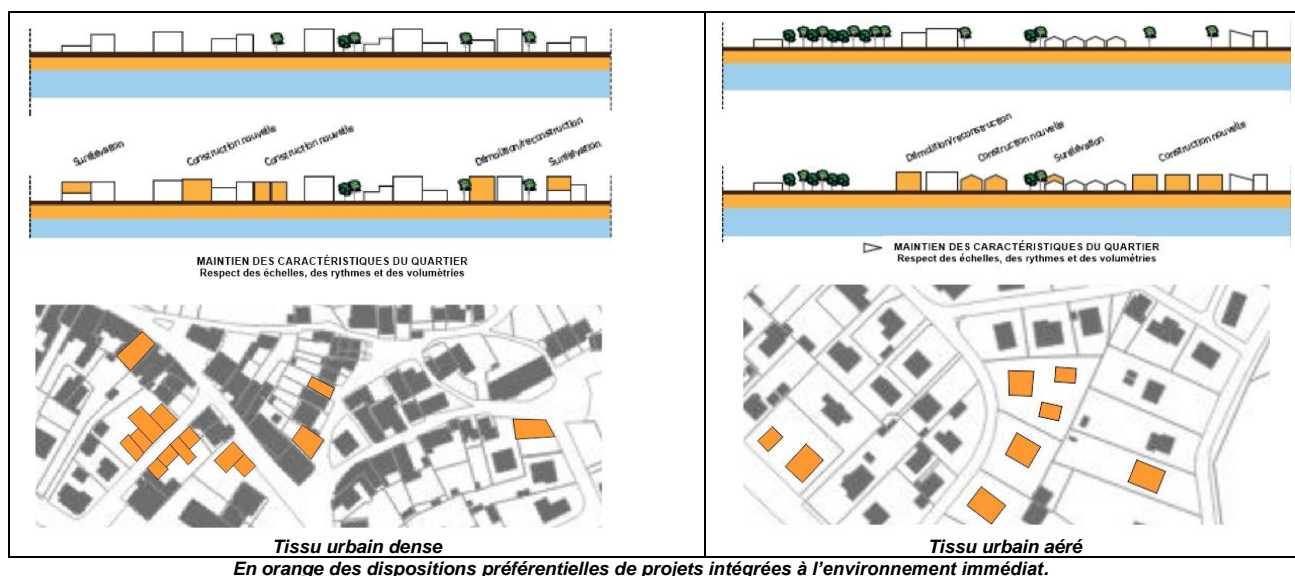 Surélévation
Construction nouvelle
Construction nouvelle
Démolition/reconstruction
Surélévation
MAINTIEN DES CARACTÉRISTIQUES DU QUARTIER
Respect des échelles, des rythmes et des volumètries
Tissu urbain dense
Démolition/reconstruction
Construction nouvelle
Surélévation
Construction nouvelle
MAINTIEN DES CARACTÉRISTIQUES DU QUARTIER
Respect des échelles, des rythmes et des volumètries
Tissu urbain aéré
En orange des dispositions préférentielles de projets intégrées à l'environnement immédiat.